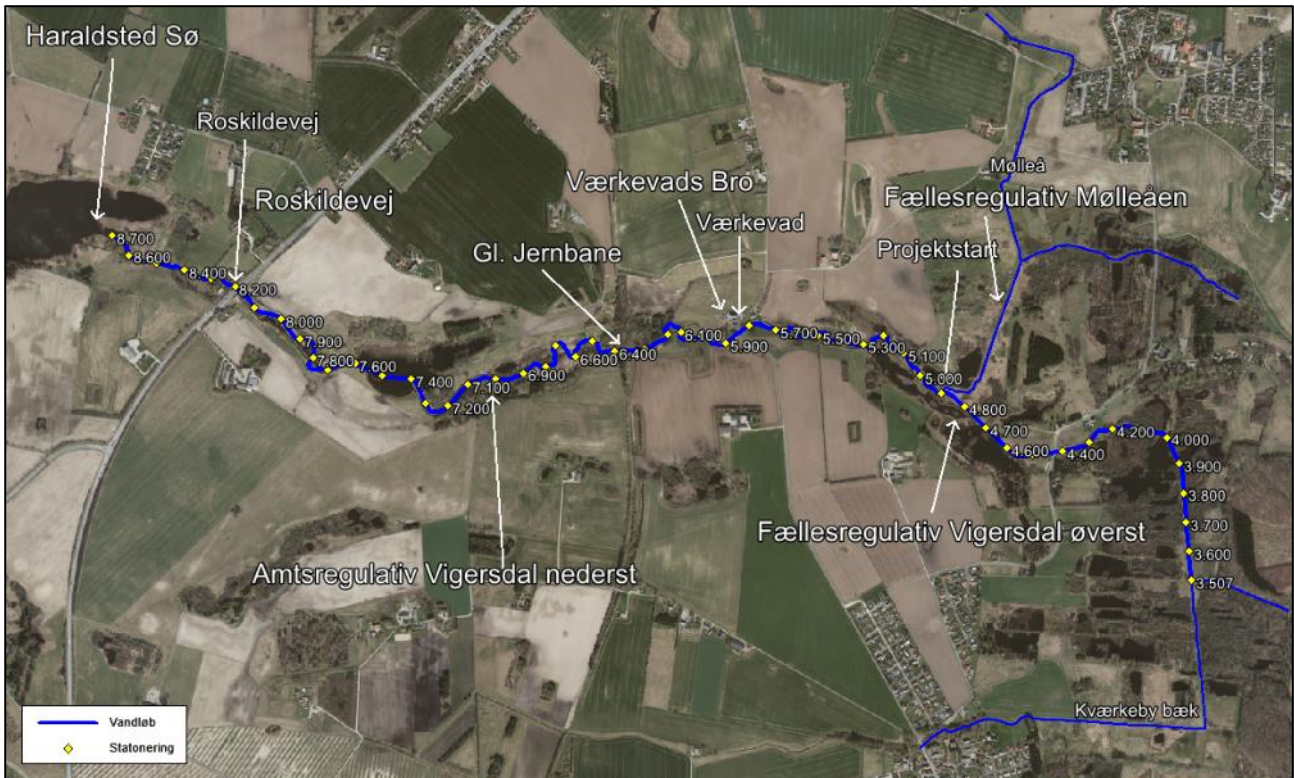 Haraldsted Sø
Roskildevej
Roskildevej
Værkevads Bro
Værkevad
Gl. Jernbane
Mølleå
Fællesregulativ Mølleåen
Projektstart
8.700
8.600
8.400
8.200
8.000
7.900
7.800
7.600
7.400
7.200
7.100
6.900
6.600
6.400
6.100
5.900
5.700
5.500
5.300
5.100
5.000
4.800
4.700
4.600
4.400
4.200
4.000
3.900
3.800
3.700
3.600
3.507
Fællesregulativ Vigersdal øverst
Amtsregulativ Vigersdal nederst
Kværkeby bæk
Vandløb
Statonering